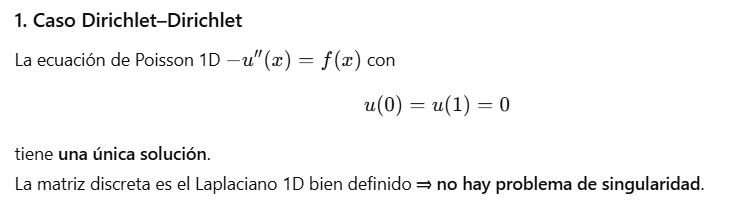 1. Caso Dirichlet–Dirichlet
La ecuación de Poisson 1D −u″(x) = f(x) con
u(0) = u(1) = 0
tiene una única solución.
La matriz discreta es el Laplaciano 1D bien definido ⇒ no hay problema de singularidad.